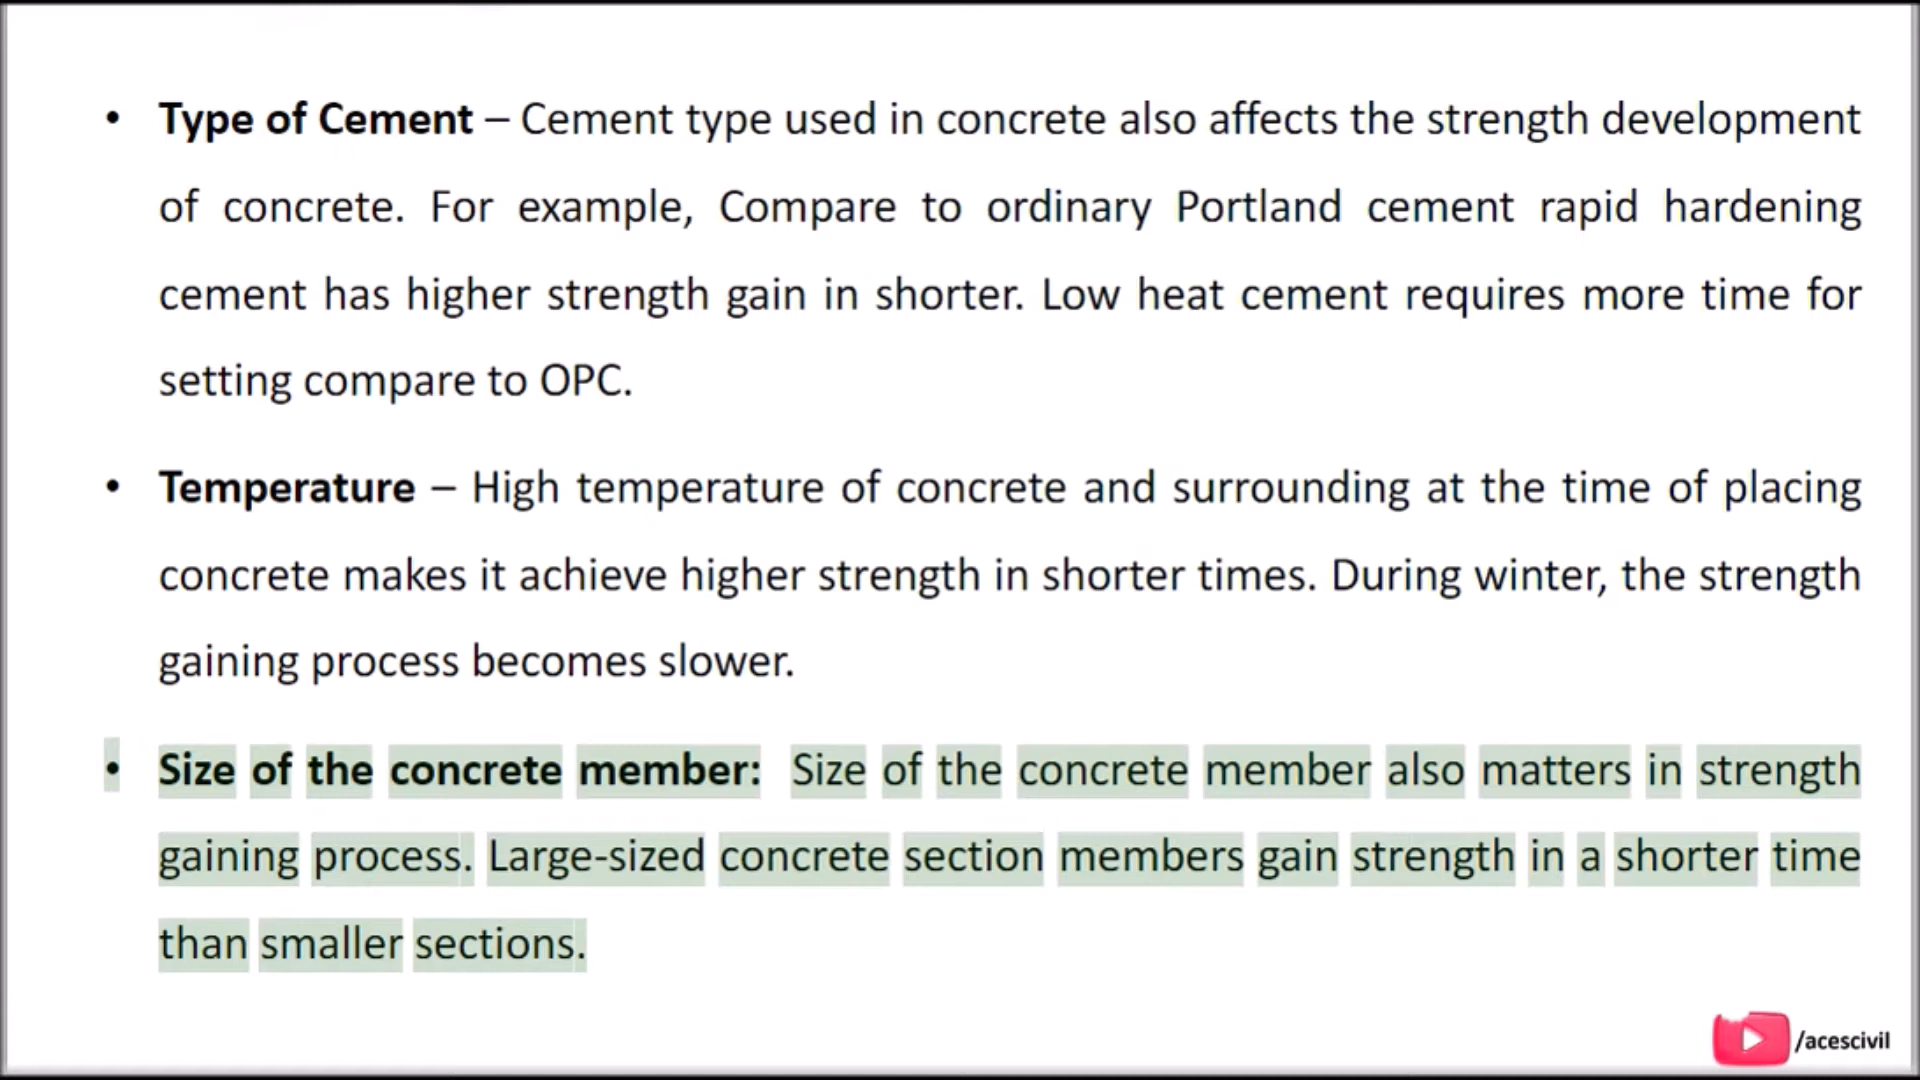 • Type of Cement – Cement type used in concrete also affects the strength development
of concrete. For example, Compare to ordinary Portland cement rapid hardening
cement has higher strength gain in shorter. Low heat cement requires more time for
setting compare to OPC.
• Temperature – High temperature of concrete and surrounding at the time of placing
concrete makes it achieve higher strength in shorter times. During winter, the strength
gaining process becomes slower.
• Size of the concrete member: Size of the concrete member also matters in strength
gaining process. Large-sized concrete section members gain strength in a shorter time
than smaller sections.
/acescivil